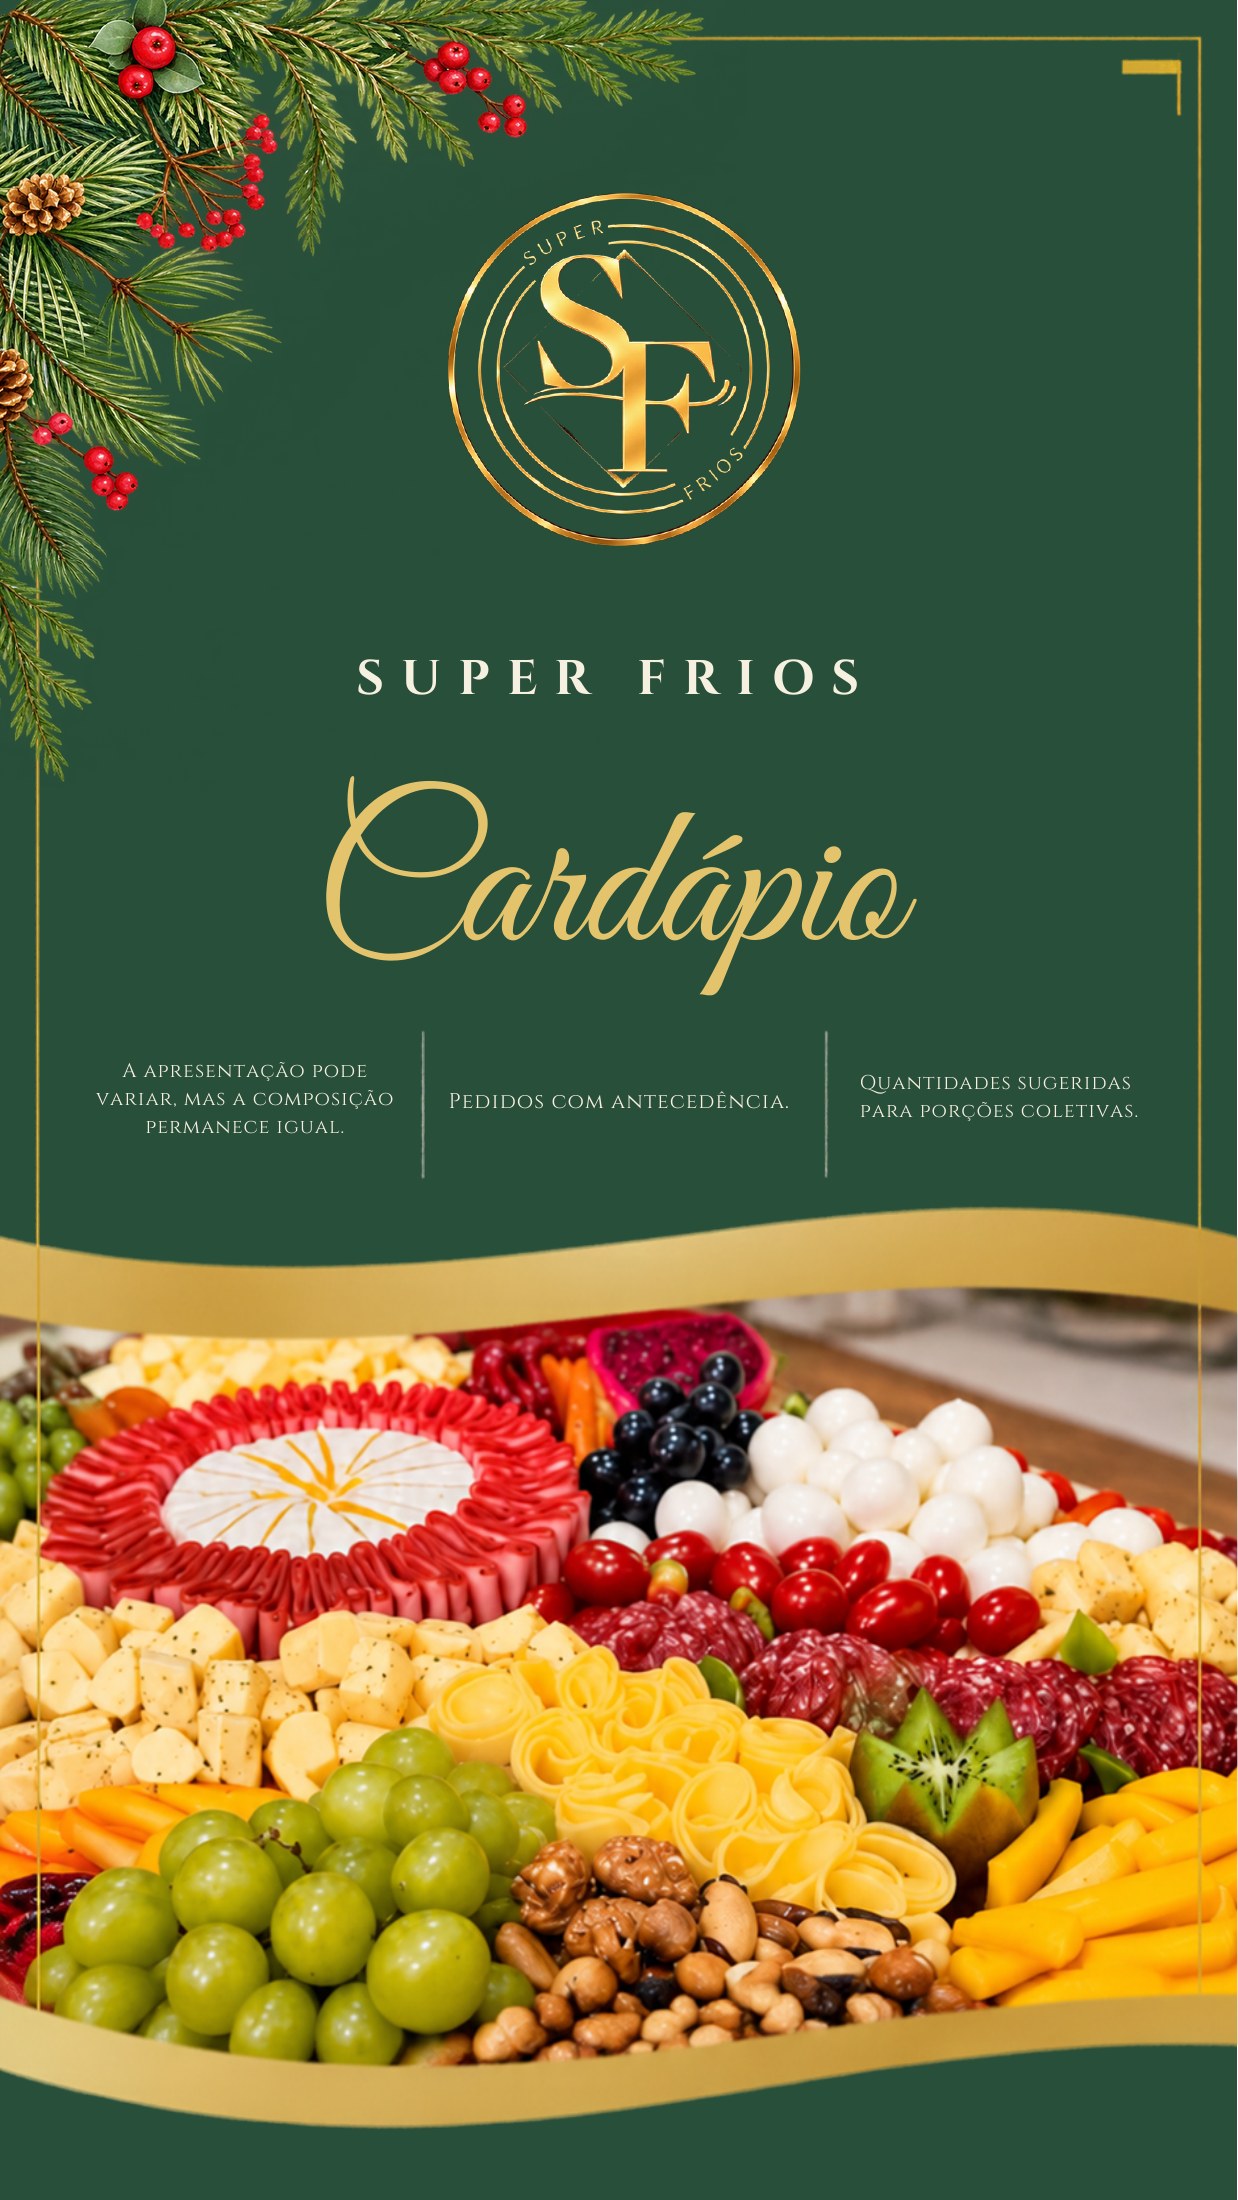 SUPER
SF
FRIOS
SUPER FRIOS
Cardápio
A APRESENTAÇÃO PODE
VARIAR, MAS A COMPOSIÇÃO
PERMANECE IGUAL.
PEDIDOS COM ANTECEDÊNCIA.
QUANTIDADES SUGERIDAS
PARA PORÇÕES COLETIVAS.